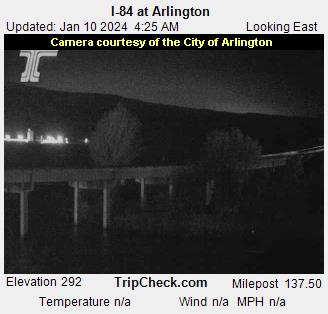 I-84 at Arlington
Updated: Jan 10 2024 4:25 AM Looking East
Camera courtesy of the City of Arlington
Elevation 292 TripCheck.com Milepost 137.50
Temperature n/a Wind n/a MPH n/a